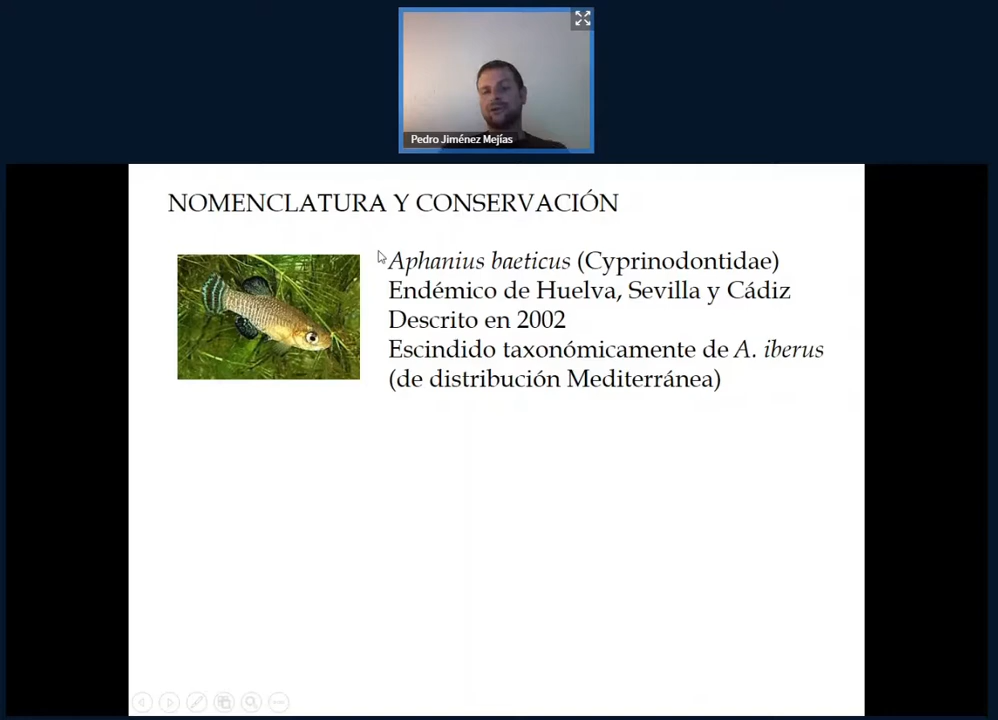 Pedro Jiménez Mejías
NOMENCLATURA Y CONSERVACIÓN
Aphanius baeticus (Cyprinodontidae)
Endémico de Huelva, Sevilla y Cádiz
Descrito en 2002
Escindido taxonómicamente de A. iberus
(de distribución Mediterránea)